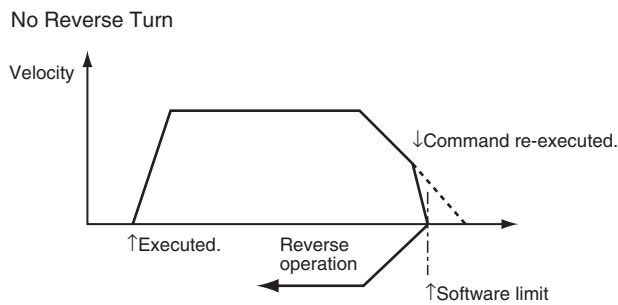 No Reverse Turn
Velocity
↓Command re-executed.
↑Executed.
Reverse
operation
↑Software limit